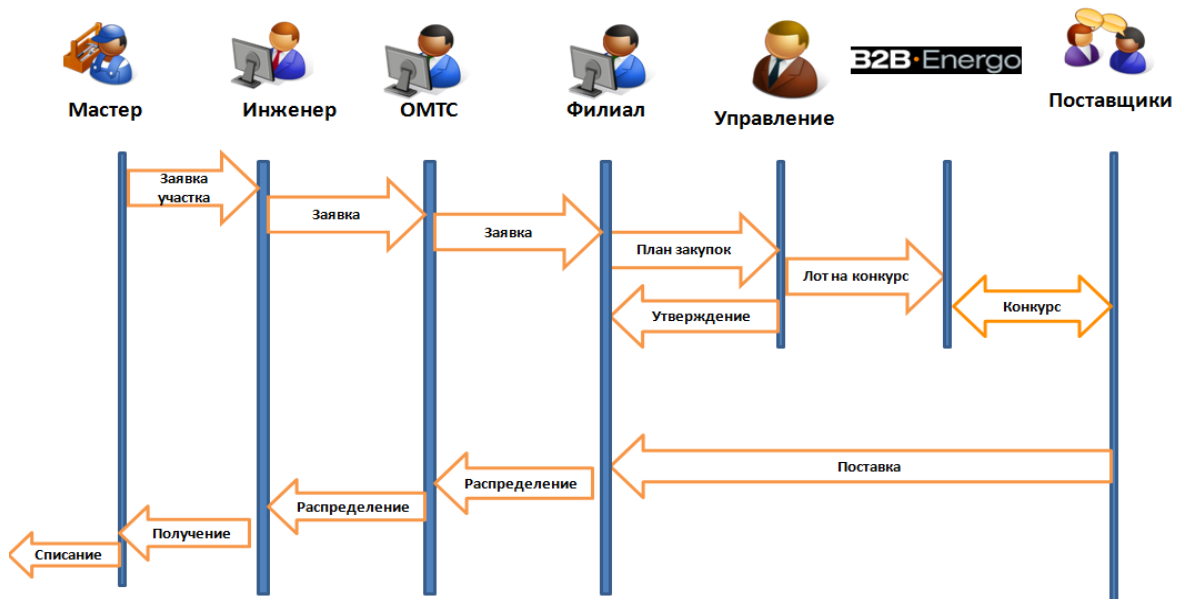 B2B·Energo
Мастер
Инженер
ОМТС
Филиал
Управление
Поставщики
Заявка
участка
Заявка
Заявка
План закупок
Лот на конкурс
Утверждение
Конкурс
Поставка
Распределение
Распределение
Получение
Списание